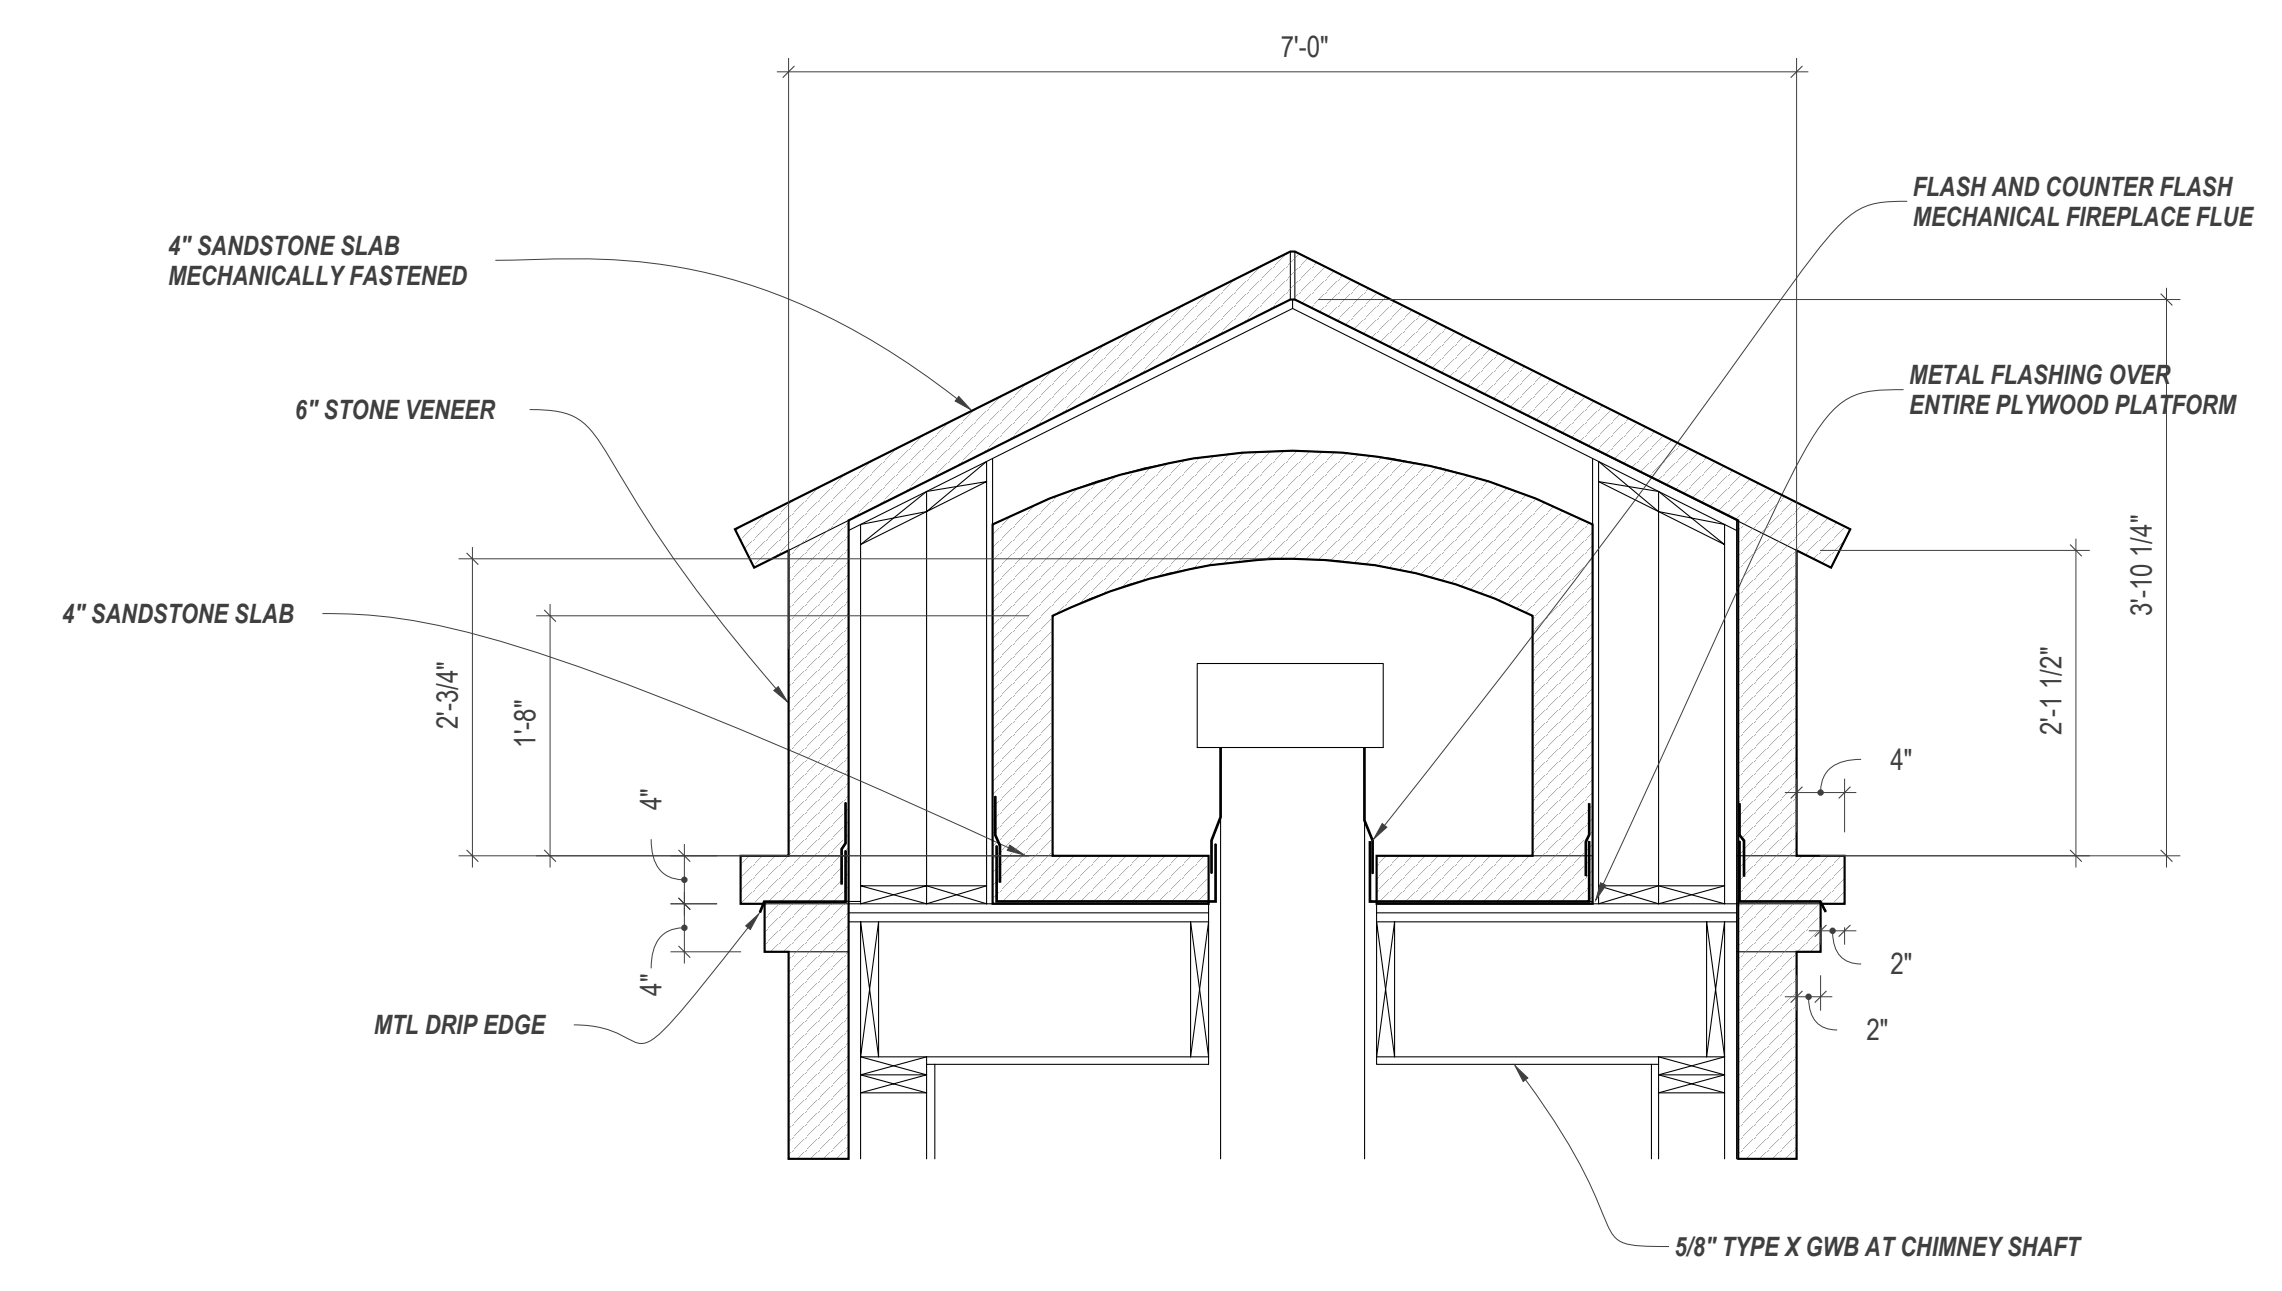 7'-0"
FLASH AND COUNTER FLASH
MECHANICAL FIREPLACE FLUE
4" SANDSTONE SLAB
MECHANICALLY FASTENED
METAL FLASHING OVER
ENTIRE PLYWOOD PLATFORM
6" STONE VENEER
3'-10 1/4"
4" SANDSTONE SLAB
2'-3/4"
1'-8"
2'-1 1/2"
4"
4"
4"
2"
MTL DRIP EDGE
2"
5/8" TYPE X GWB AT CHIMNEY SHAFT